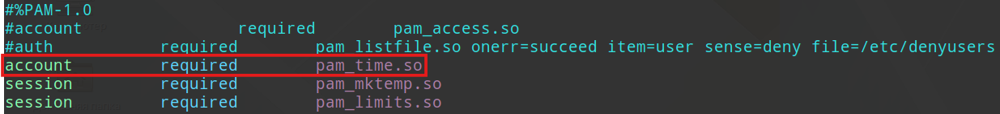 #%PAM-1.0
#account required pam_access.so
#auth required pam_listfile.so onerr=succeed item=user sense=deny file=/etc/denyusers
account required pam_time.so
session required pam_mktemp.so
session required pam_limits.so